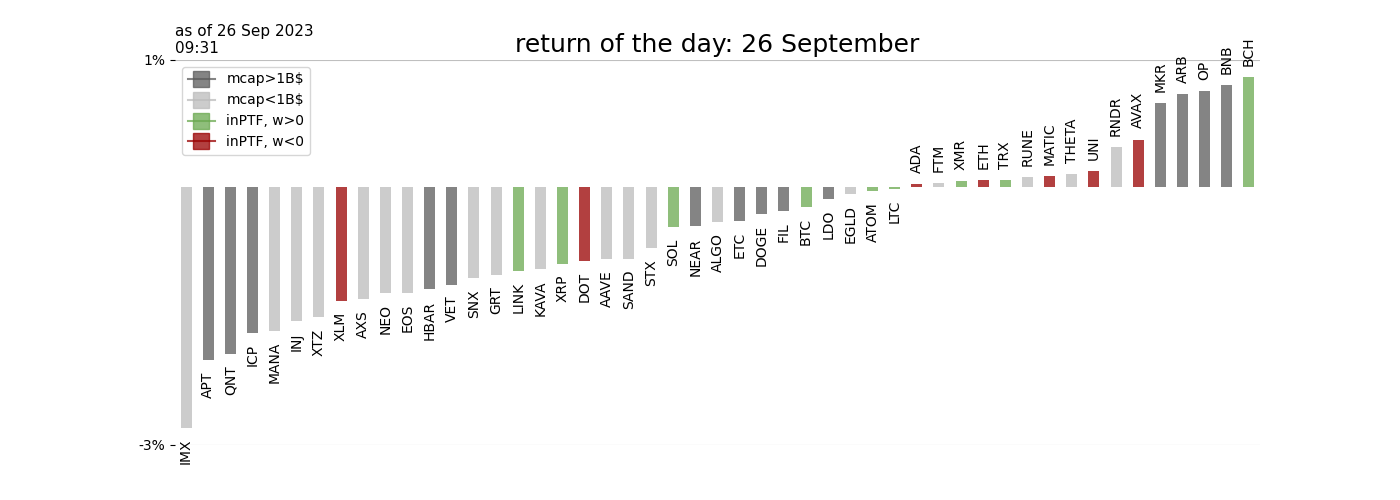 as of 26 Sep 2023
09:31
return of the day: 26 September
1%
mcap>1B$
mcap<1B$
inPTF, w>0
inPTF, w<0
-3%
IMX
APT
QNT
ICP
MANA
INJ
XTZ
XLM
AXS
NEO
EOS
HBAR
VET
SNX
GRT
LINK
KAVA
XRP
DOT
AAVE
SAND
STX
SOL
NEAR
ALGO
ETC
DOGE
FIL
BTC
LDO
EGLD
ATOM
LTC
ADA
FTM
XMR
ETH
TRX
RUNE
MATIC
THETA
UNI
RNDR
AVAX
MKR
ARB
OP
BNB
BCH